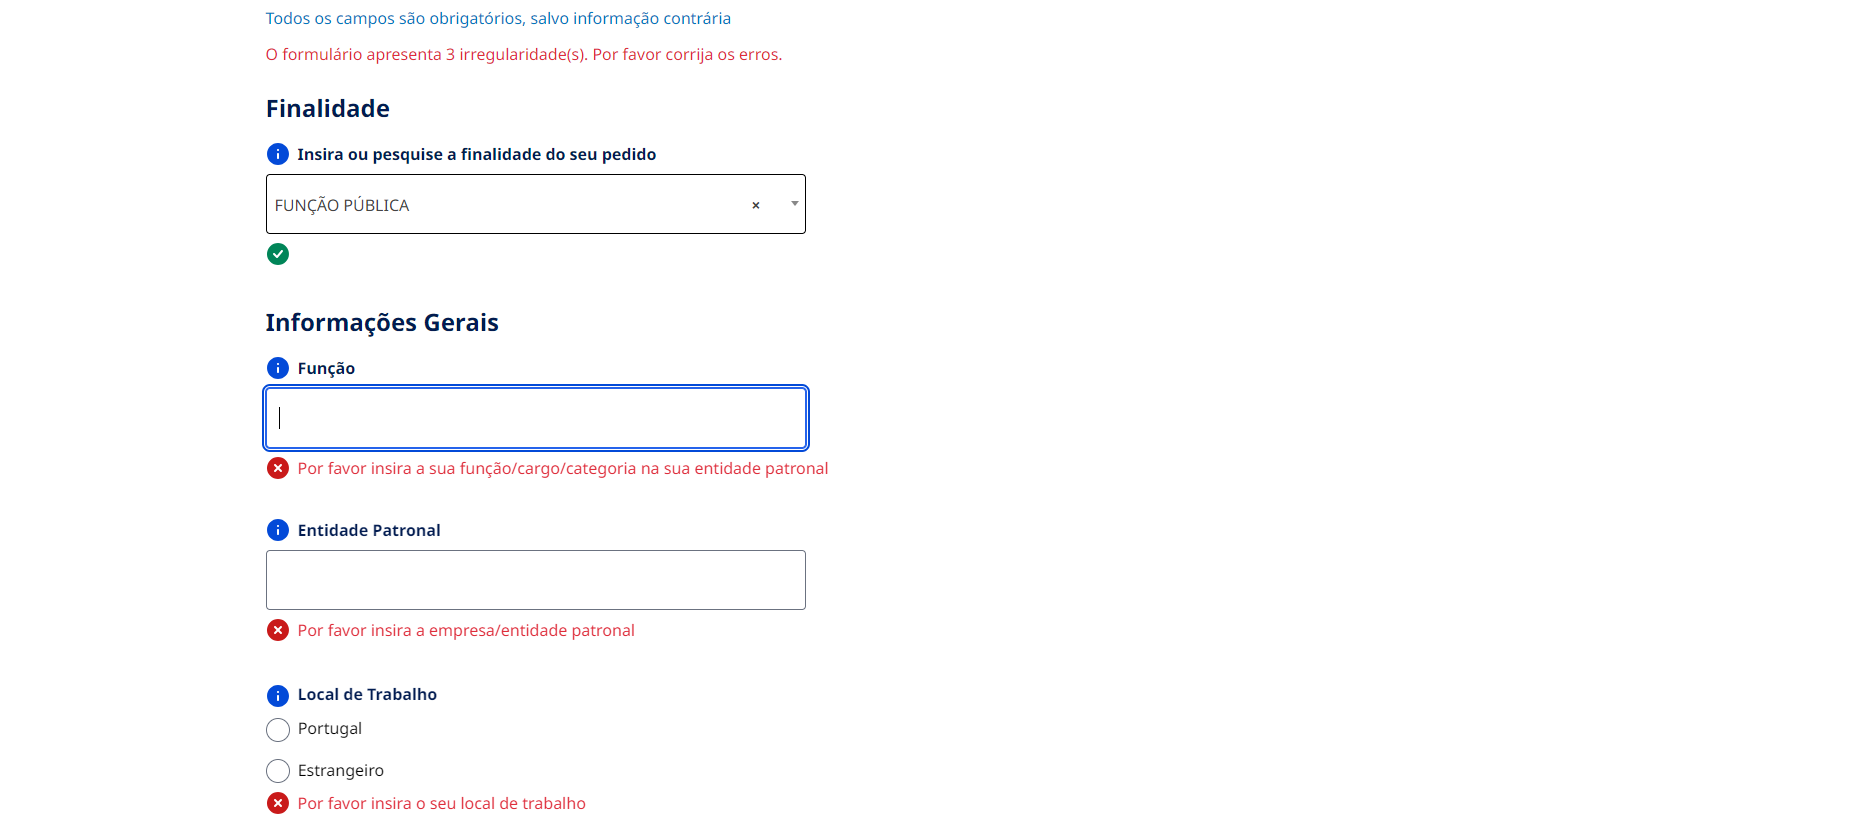 Todos os campos são obrigatórios, salvo informação contrária
O formulário apresenta 3 irregularidade(s). Por favor corrija os erros.
Finalidade
Insira ou pesquise a finalidade do seu pedido
FUNÇÃO PÚBLICA
Informações Gerais
Função
Por favor insira a sua função/cargo/categoria na sua entidade patronal
Entidade Patronal
Por favor insira a empresa/entidade patronal
Local de Trabalho
Portugal
Estrangeiro
Por favor insira o seu local de trabalho